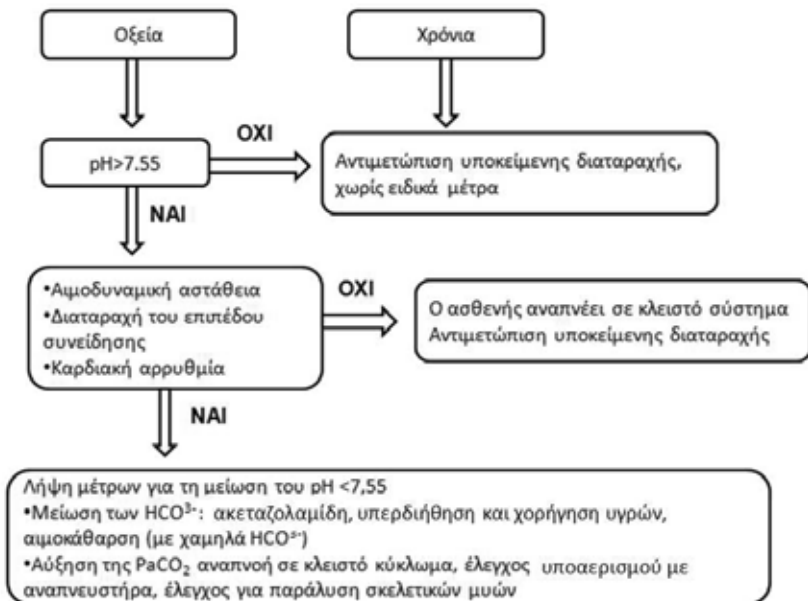 Οξεία
Χρόνια
pH>7.55
ΟΧΙ
Αντιμετώπιση υποκείμενης διαταραχής,
χωρίς ειδικά μέτρα
ΝΑΙ
•Αιμοδυναμική αστάθεια
•Διαταραχή του επιπέδου
συνείδησης
•Καρδιακή αρρυθμία
ΟΧΙ
Ο ασθενής αναπνέει σε κλειστό σύστημα
Αντιμετώπιση υποκείμενης διαταραχής
ΝΑΙ
Λήψη μέτρων για τη μείωση του pH <7,55
•Μείωση των HCO³⁻: ακεταζολαμίδη, υπερδιήθηση και χορήγηση υγρών,
αιμοκάθαρση (με χαμηλά HCO³⁻)
•Αύξηση της PaCO₂ αναπνοή σε κλειστό κύκλωμα, έλεγχος υποαερισμού με
αναπνευστήρα, έλεγχος για παράλυση σκελετικών μυών